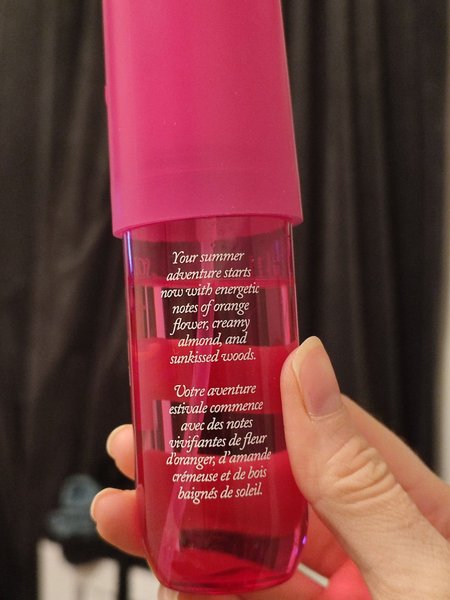 Your summer
adventure starts
now with energetic
notes of orange
flower, creamy
almond, and
sunkissed woods.
Votre aventure
estivale commence
avec des notes
vivifiantes de fleur
d'oranger, d'amande
crémeuse et de bois
baignés de soleil.